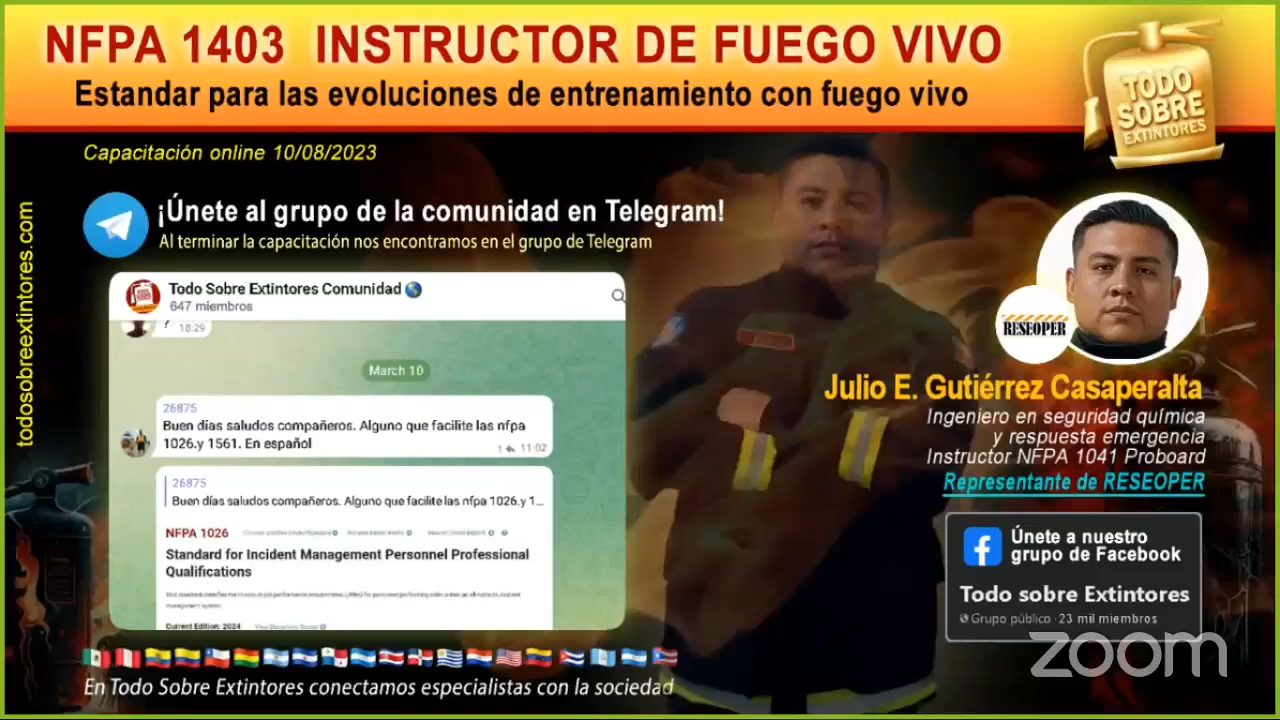 NFPA 1403 INSTRUCTOR DE FUEGO VIVO
Estandar para las evoluciones de entrenamiento con fuego vivo
TODO
SOBRE
EXTINTORES
Capacitación online 10/08/2023
todosobreextintores.com
¡Únete al grupo de la comunidad en Telegram!
Al terminar la capacitación nos encontramos en el grupo de Telegram
Todo Sobre Extintores Comunidad
647 miembros
? 18:29
March 10
26875
Buen días saludos compañeros. Alguno que facilite las nfpa
1026.y 1561. En español
1 11:02
26875
Buen días saludos compañeros. Alguno que facilite las nfpa 1026.y 1...
NFPA 1026
Standard for Incident Management Personnel Professional
Qualifications
Current Edition: 2024
RESEOPER
Julio E. Gutiérrez Casaperalta
Ingeniero en seguridad química
y respuesta emergencia
Instructor NFPA 1041 Proboard
Representante de RESEOPER
Únete a nuestro
grupo de Facebook
Todo sobre Extintores
Grupo público · 23 mil miembros
zoom
En Todo Sobre Extintores conectamos especialistas con la sociedad